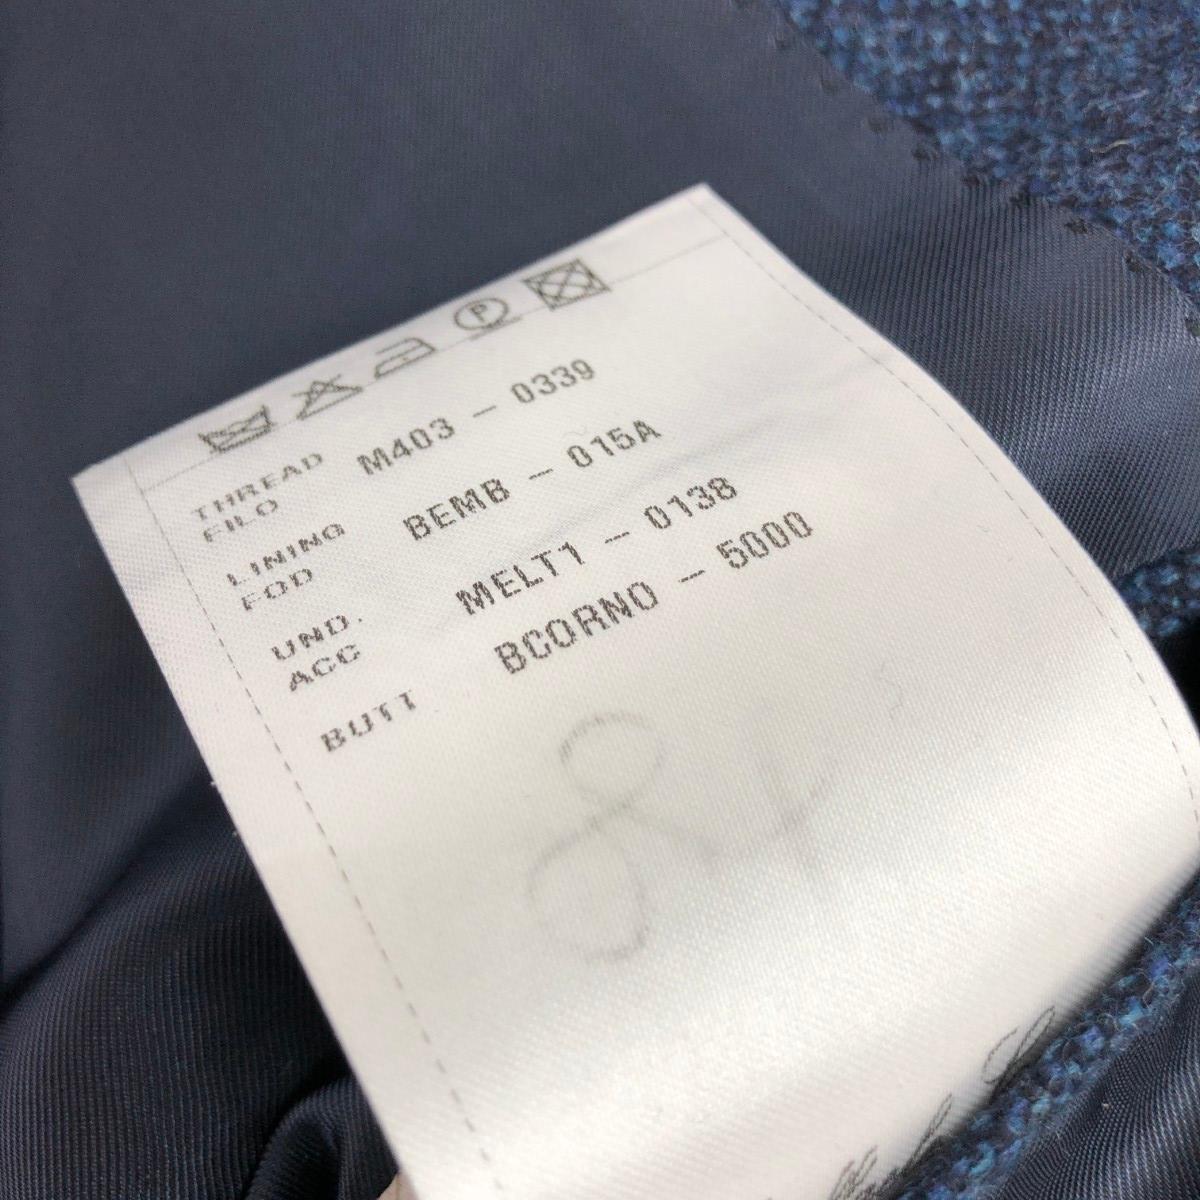 P
THREAD M403 - 0339
FILO
LINING BEMB - 015A
FOD
UND. MELT1 - 0138
ACC
BUTT BCORNO - 5000